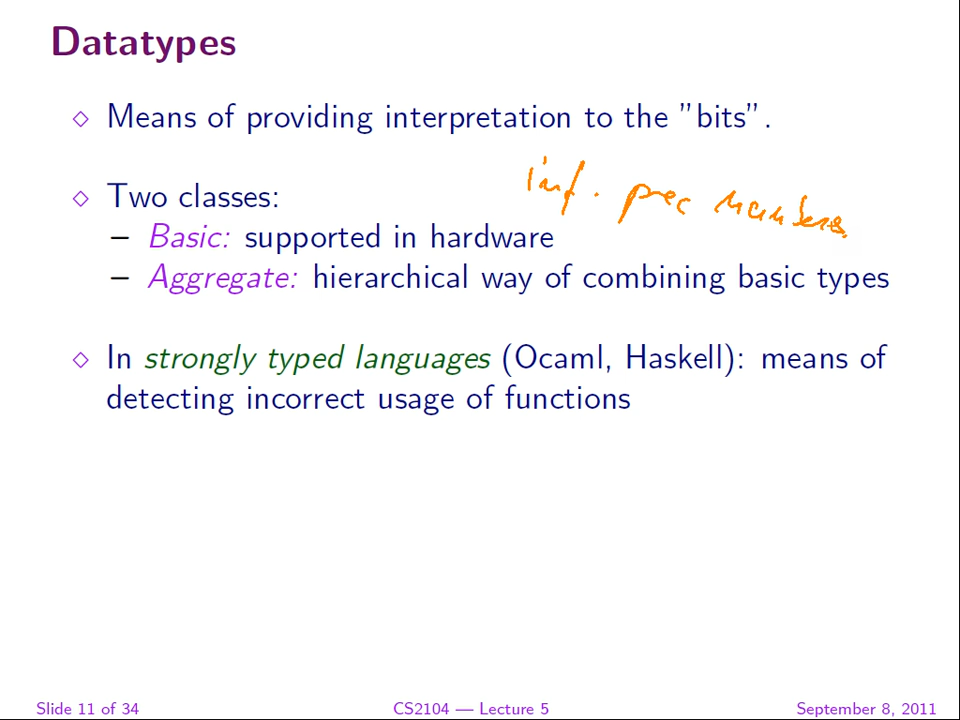 Datatypes
◇ Means of providing interpretation to the "bits".
inf. prec numbers
◇ Two classes:
– Basic: supported in hardware
– Aggregate: hierarchical way of combining basic types
◇ In strongly typed languages (Ocaml, Haskell): means of
detecting incorrect usage of functions
Slide 11 of 34 CS2104 — Lecture 5 September 8, 2011